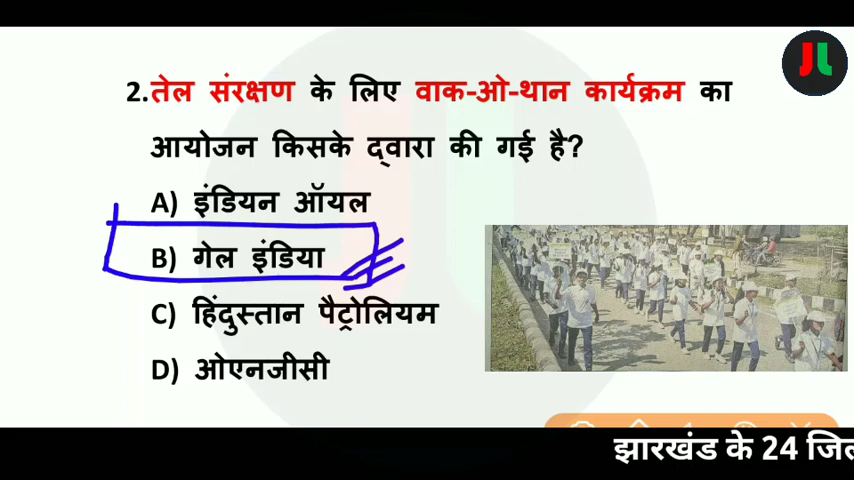 2.तेल संरक्षण के लिए वाक-ओ-थान कार्यक्रम का
आयोजन किसके द्वारा की गई है?
A) इंडियन ऑयल
B) गेल इंडिया
C) हिंदुस्तान पैट्रोलियम
D) ओएनजीसी
झारखंड के 24 जिल